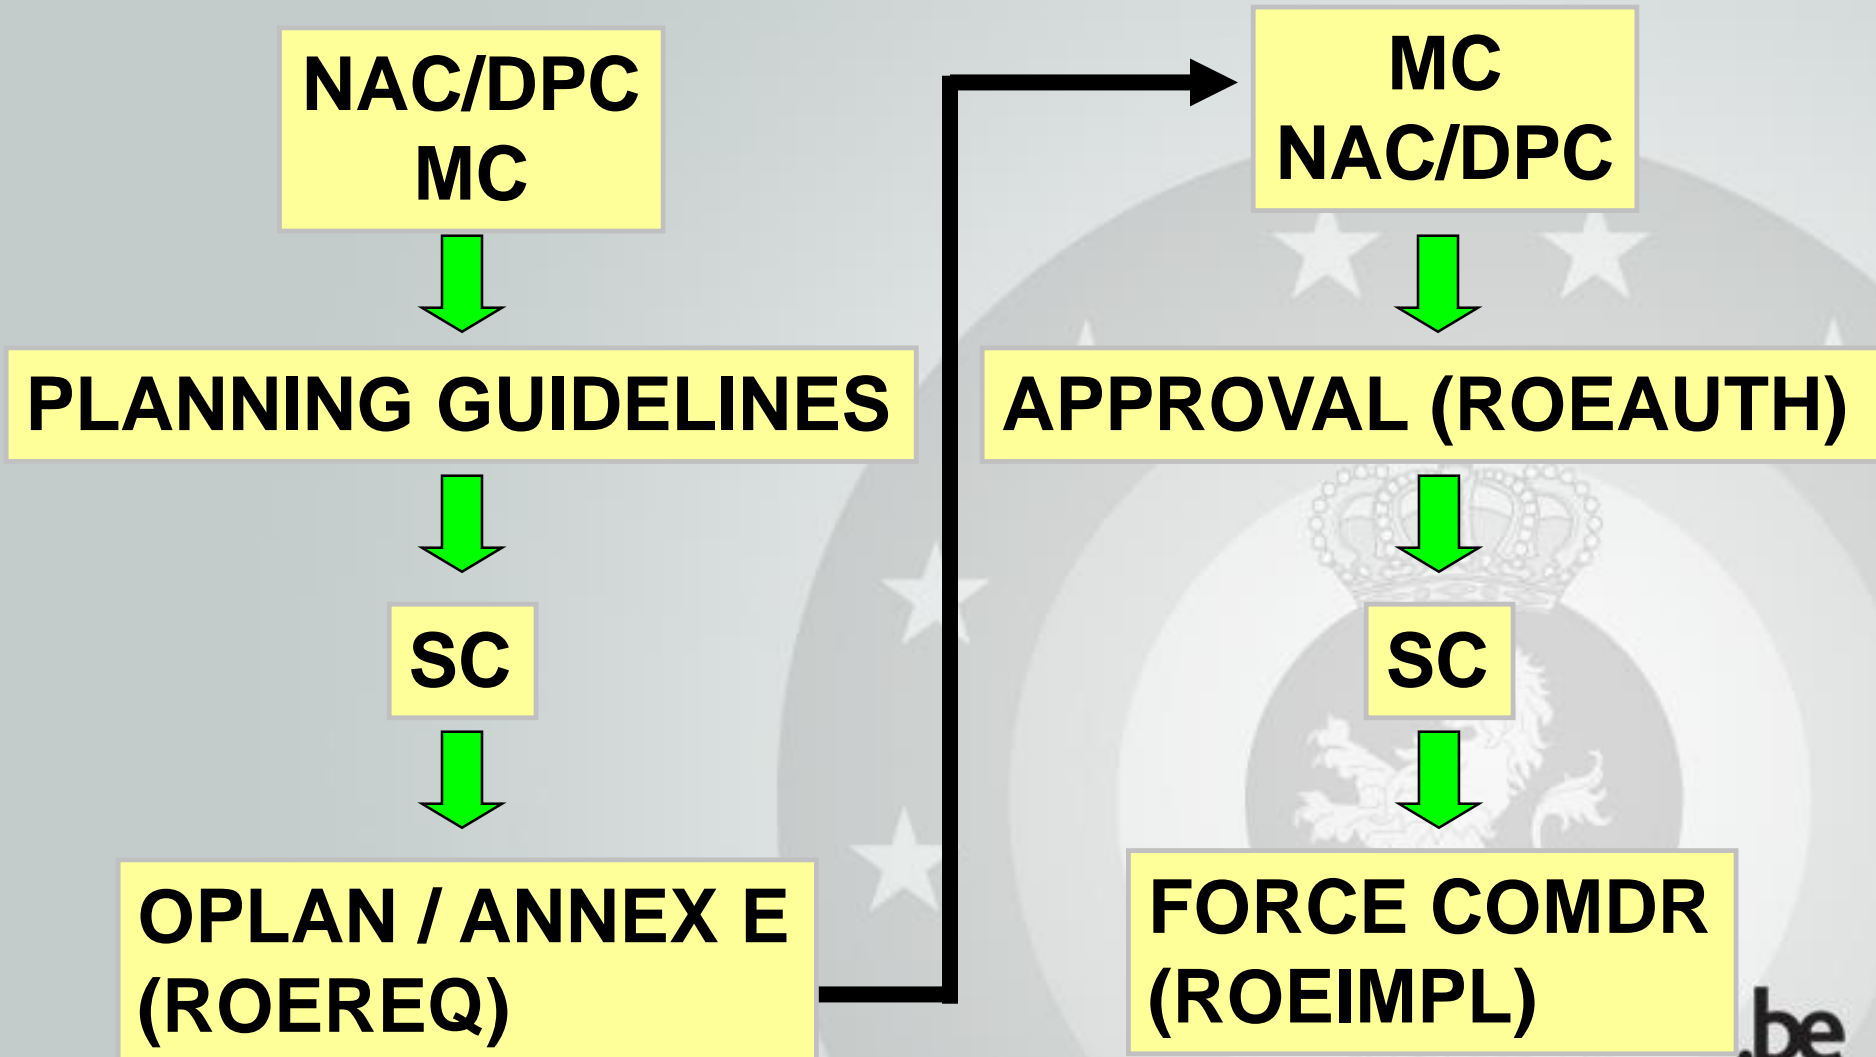 NAC/DPC
MC
PLANNING GUIDELINES
SC
OPLAN / ANNEX E
(ROEREQ)
MC
NAC/DPC
APPROVAL (ROEAUTH)
SC
FORCE COMDR
(ROEIMPL)
.be